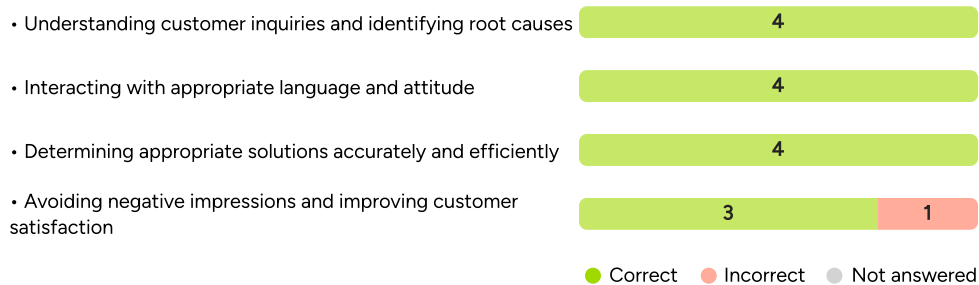 • Understanding customer inquiries and identifying root causes 4
• Interacting with appropriate language and attitude 4
• Determining appropriate solutions accurately and efficiently 4
• Avoiding negative impressions and improving customer
satisfaction 3 1
Correct Incorrect Not answered